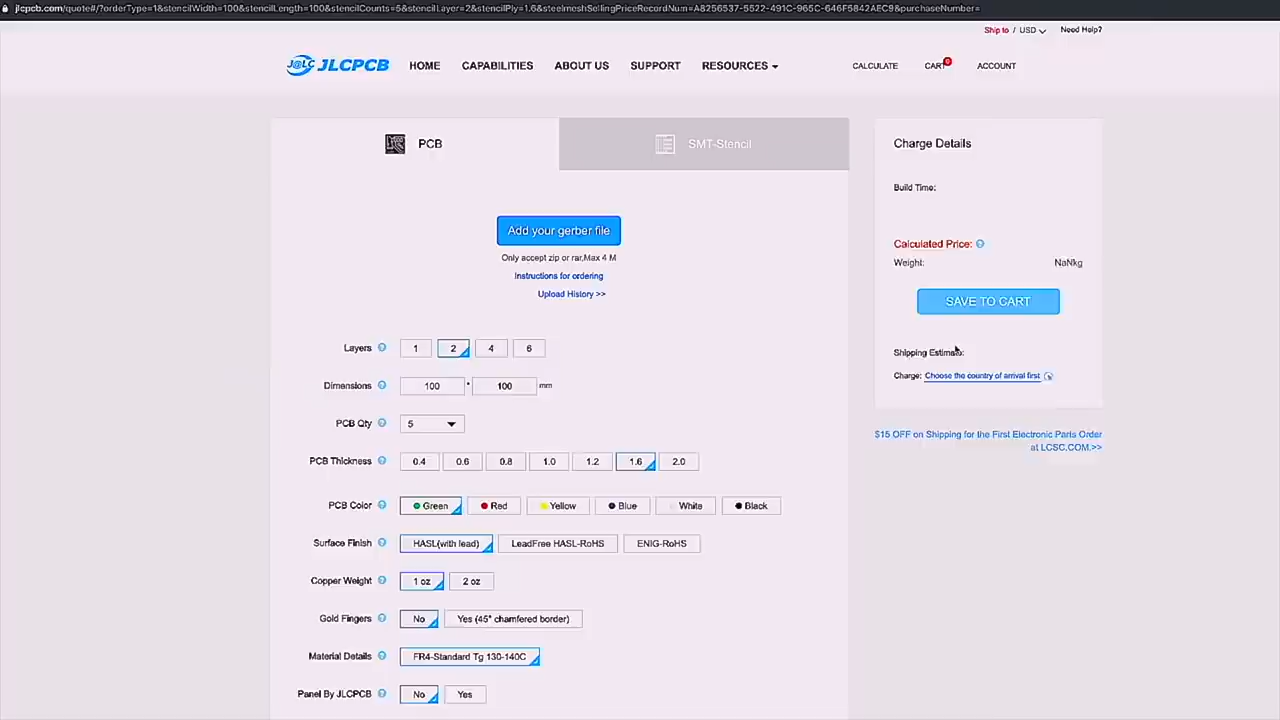 jlcpcb.com/quote#/?orderType=1&stencilWidth=100&stencilLength=100&stencilCounts=5&stencilLayer=2&stencilPly=1.6&steelmeshSellingPriceRecordNum=A8256537-5522-491C-965C-646F5842AEC9&purchaseNumber=
Ship to / USD Need Help?
J@LC JLCPCB HOME CAPABILITIES ABOUT US SUPPORT RESOURCES CALCULATE CART 0 ACCOUNT
PCB SMT-Stencil
Add your gerber file
Only accept zip or rar,Max 4 M
Instructions for ordering
Upload History >>
Layers ? 1 2 4 6
Dimensions ? 100 * 100 mm
PCB Qty ? 5
PCB Thickness ? 0.4 0.6 0.8 1.0 1.2 1.6 2.0
PCB Color ? Green Red Yellow Blue White Black
Surface Finish ? HASL(with lead) LeadFree HASL-RoHS ENIG-RoHS
Copper Weight ? 1 oz 2 oz
Gold Fingers ? No Yes (45° chamfered border)
Material Details ? FR4-Standard Tg 130-140C
Panel By JLCPCB ? No Yes
Charge Details
Build Time:
Calculated Price: ?
Weight: NaNkg
SAVE TO CART
Shipping Estimate:
Charge: Choose the country of arrival first
$15 OFF on Shipping for the First Electronic Parts Order
at LCSC.COM.>>